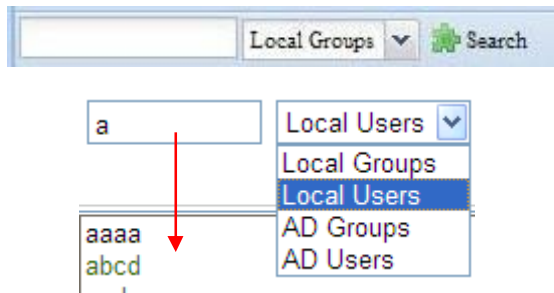 Local Groups Search
a Local Users
Local Groups
Local Users
AD Groups
AD Users
aaaa
abcd